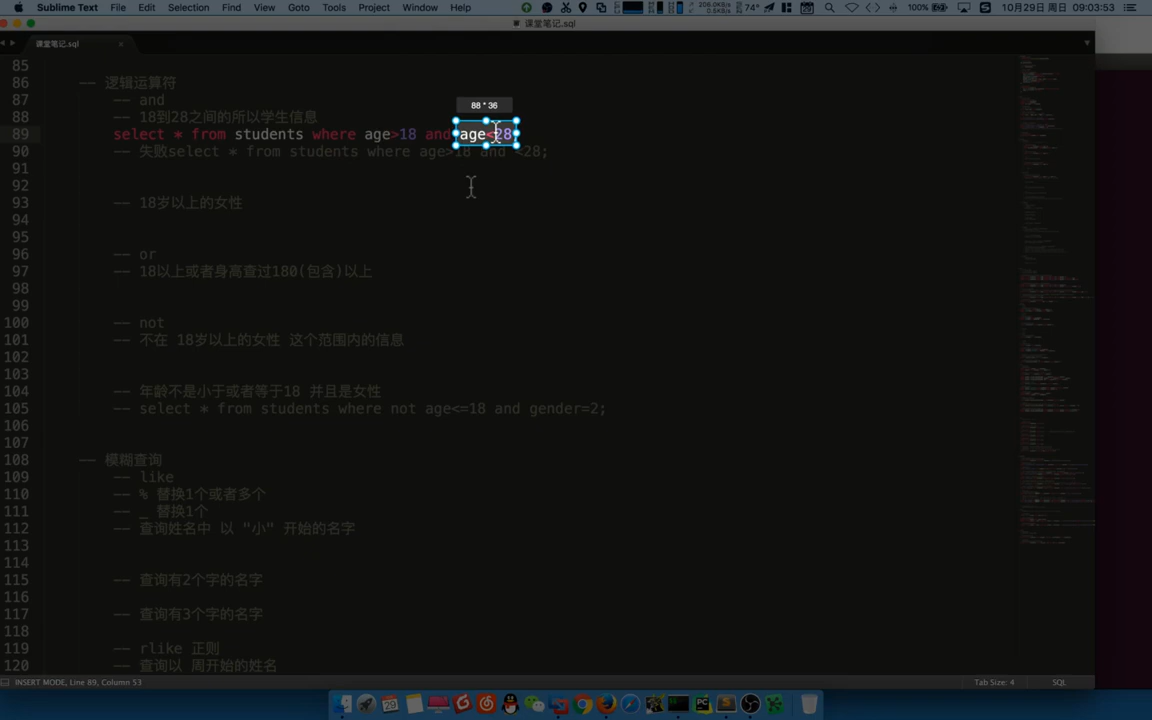 Sublime Text File Edit Selection Find View Goto Tools Project Window Help 206.0KB/s 0.5KB/s 74° 100% 10月29日 周日 09:03:53
课堂笔记.sql
课堂笔记.sql ×
85
86 -- 逻辑运算符
87 -- and
88 -- 18到28之间的所以学生信息
89 select * from students where age>18 and age<28;
90 -- 失败select * from students where age>18 and <28;
91
92
93 -- 18岁以上的女性
94
95
96 -- or
97 -- 18以上或者身高查过180(包含)以上
98
99
100 -- not
101 -- 不在 18岁以上的女性 这个范围内的信息
102
103
104 -- 年龄不是小于或者等于18 并且是女性
105 -- select * from students where not age<=18 and gender=2;
106
107
108 -- 模糊查询
109 -- like
110 -- % 替换1个或者多个
111 -- _ 替换1个
112 -- 查询姓名中 以 "小" 开始的名字
113
114
115 -- 查询有2个字的名字
116
117 -- 查询有3个字的名字
118
119 -- rlike 正则
120 -- 查询以 周开始的姓名
88 * 36
INSERT MODE, Line 89, Column 53 Tab Size: 4 SQL